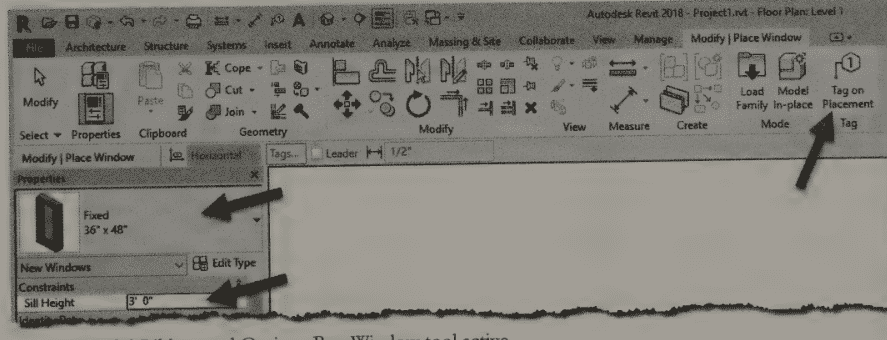 Autodesk Revit 2018 - Project1.rvt - Floor Plan: Level 1
File Architecture Structure Systems Insert Annotate Analyze Massing & Site Collaborate View Manage Modify | Place Window
Modify Paste Cope Cut Join Load Family Model In-place Tag on Placement
Select Properties Clipboard Geometry Modify View Measure Create Mode Tag
Modify | Place Window Horizontal Tags... Leader 1/2"
Properties
Fixed
36" x 48"
New Windows Edit Type
Constraints
Sill Height 3' 0"
Window tool active